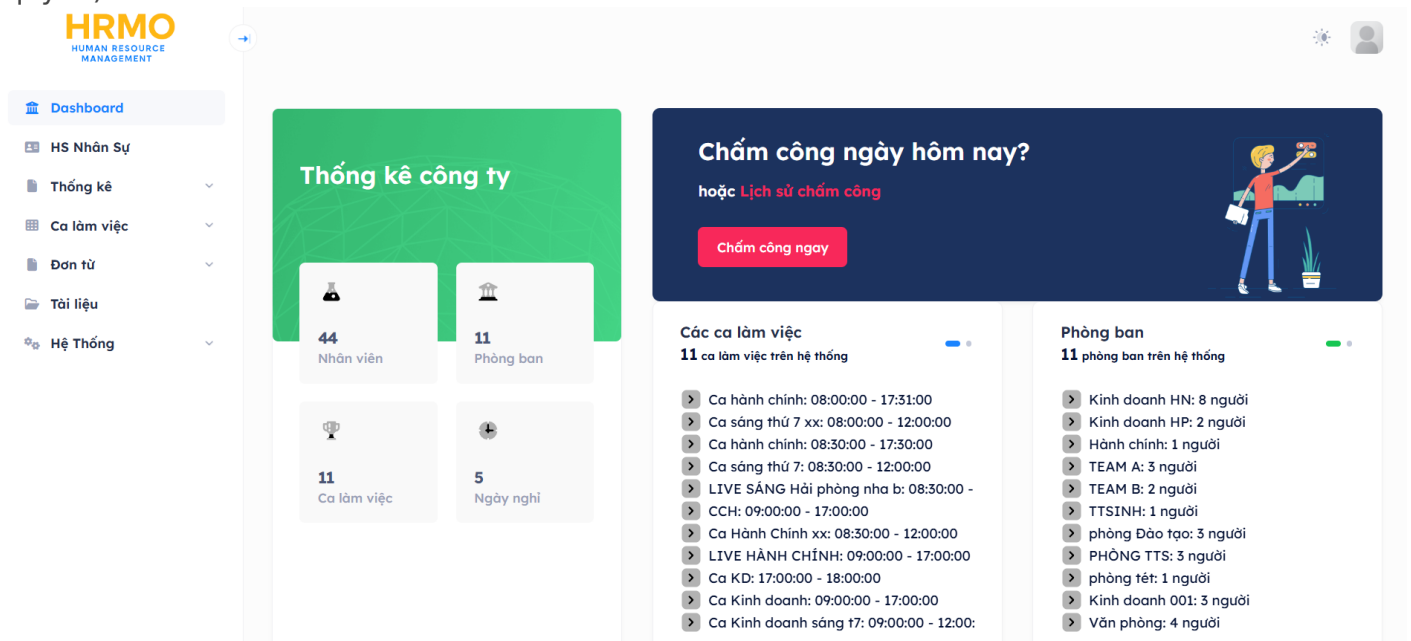 HRMO
HUMAN RESOURCE
MANAGEMENT
Dashboard
HS Nhân Sự
Thống kê
Ca làm việc
Đơn từ
Tài liệu
Hệ Thống
Thống kê công ty
44
Nhân viên
11
Phòng ban
11
Ca làm việc
5
Ngày nghỉ
Chấm công ngày hôm nay?
hoặc Lịch sử chấm công
Chấm công ngay
Các ca làm việc
11 ca làm việc trên hệ thống
Ca hành chính: 08:00:00 - 17:31:00
Ca sáng thứ 7 xx: 08:00:00 - 12:00:00
Ca hành chính: 08:30:00 - 17:30:00
Ca sáng thứ 7: 08:30:00 - 12:00:00
LIVE SÁNG Hải phòng nha b: 08:30:00 -
CCH: 09:00:00 - 17:00:00
Ca Hành Chính xx: 08:30:00 - 12:00:00
LIVE HÀNH CHÍNH: 09:00:00 - 17:00:00
Ca KD: 17:00:00 - 18:00:00
Ca Kinh doanh: 09:00:00 - 17:00:00
Ca Kinh doanh sáng t7: 09:00:00 - 12:00:
Phòng ban
11 phòng ban trên hệ thống
Kinh doanh HN: 8 người
Kinh doanh HP: 2 người
Hành chính: 1 người
TEAM A: 3 người
TEAM B: 2 người
TTSINH: 1 người
phòng Đào tạo: 3 người
PHÒNG TTS: 3 người
phòng tét: 1 người
Kinh doanh 001: 3 người
Văn phòng: 4 người